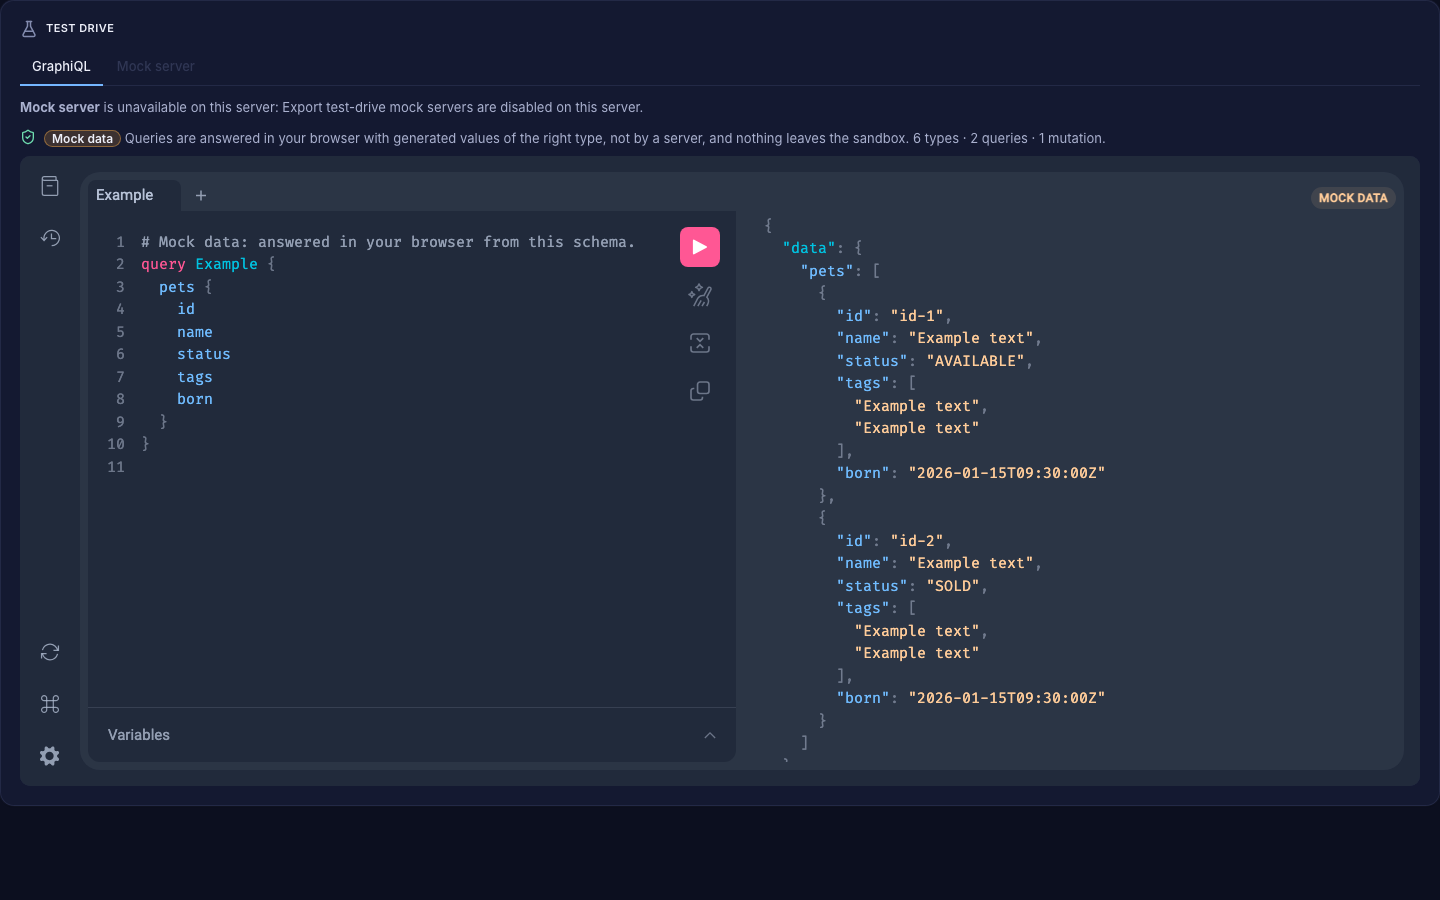 TEST DRIVE
GraphiQL
Mock server
Mock server is unavailable on this server: Export test-drive mock servers are disabled on this server.
Mock data Queries are answered in your browser with generated values of the right type, not by a server, and nothing leaves the sandbox. 6 types · 2 queries · 1 mutation.
Example +
MOCK DATA
1 # Mock data: answered in your browser from this schema.
2 query Example {
3   pets {
4     id
5     name
6     status
7     tags
8     born
9   }
10 }
11
Variables
{
  "data": {
    "pets": [
      {
        "id": "id-1",
        "name": "Example text",
        "status": "AVAILABLE",
        "tags": [
          "Example text",
          "Example text"
        ],
        "born": "2026-01-15T09:30:00Z"
      },
      {
        "id": "id-2",
        "name": "Example text",
        "status": "SOLD",
        "tags": [
          "Example text",
          "Example text"
        ],
        "born": "2026-01-15T09:30:00Z"
      }
    ]